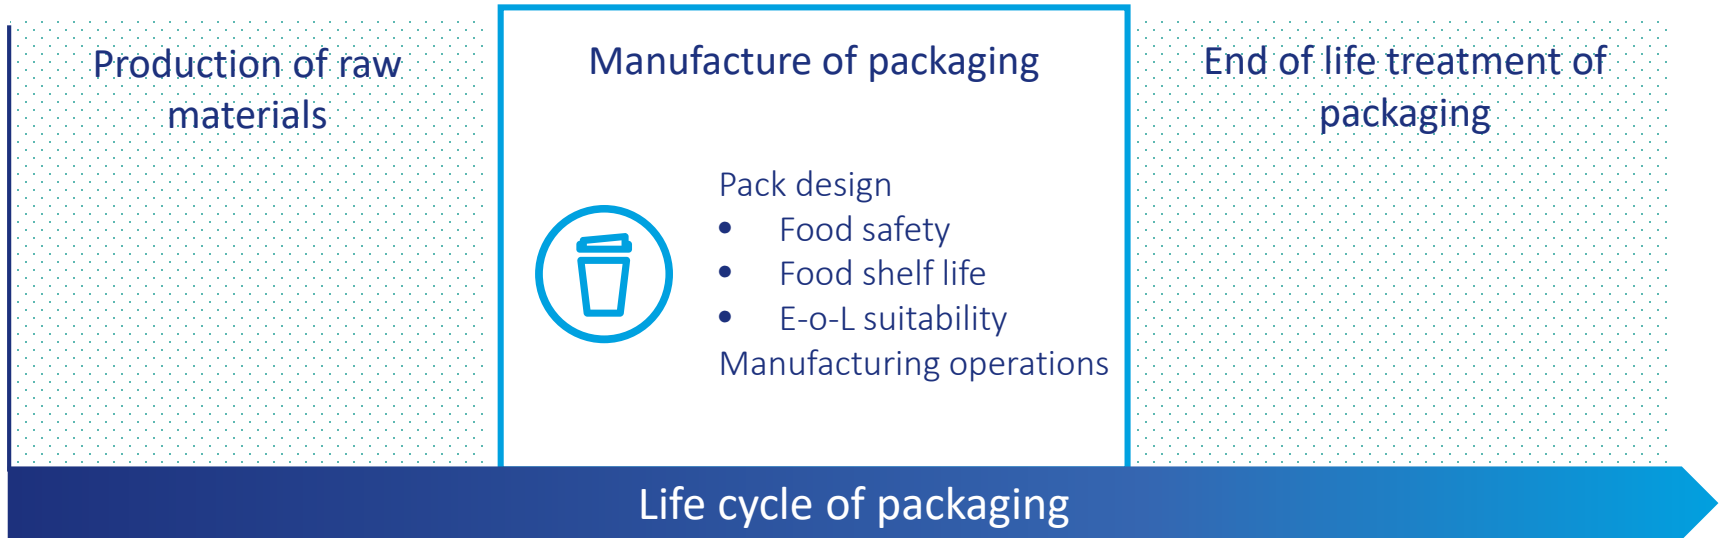 Production of raw
materials
Manufacture of packaging
Pack design
• Food safety
• Food shelf life
• E-o-L suitability
Manufacturing operations
End of life treatment of
packaging
Life cycle of packaging